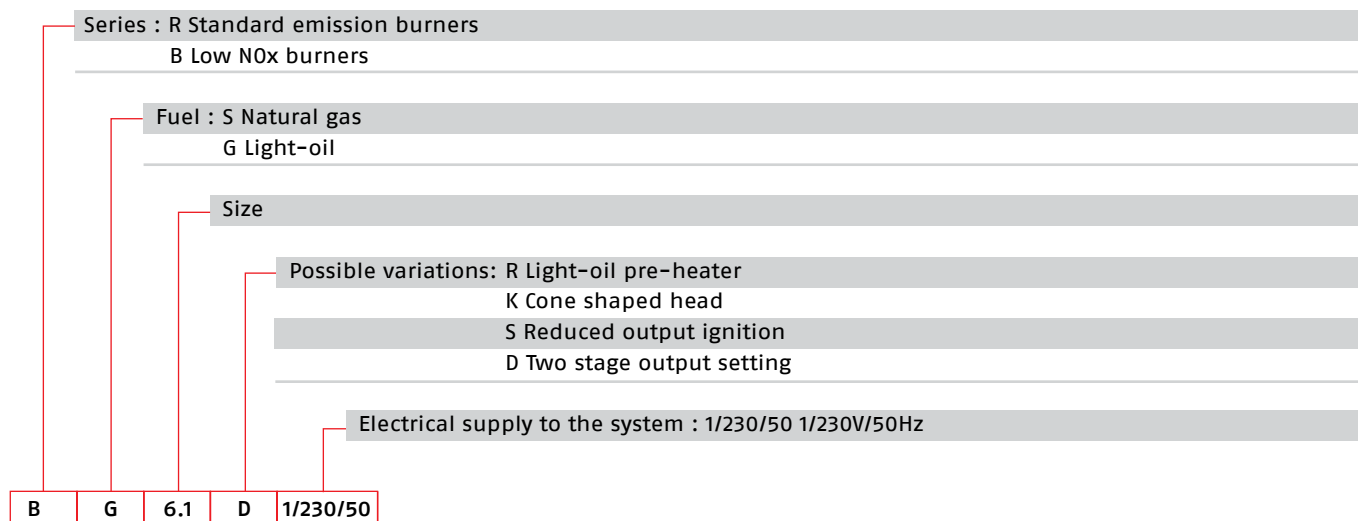 Series : R Standard emission burners
B Low N0x burners
Fuel : S Natural gas
G Light-oil
Size
Possible variations: R Light-oil pre-heater
K Cone shaped head
S Reduced output ignition
D Two stage output setting
Electrical supply to the system : 1/230/50 1/230V/50Hz
B G 6.1 D 1/230/50